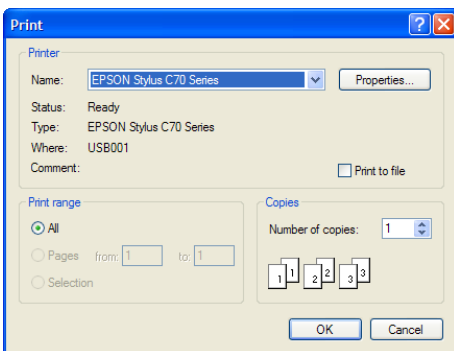 Print
Printer
Name: EPSON Stylus C70 Series Properties...
Status: Ready
Type: EPSON Stylus C70 Series
Where: USB001
Comment: Print to file
Print range
All
Pages from: 1 to: 1
Selection
Copies
Number of copies: 1
1 1 2 2 3 3
OK Cancel